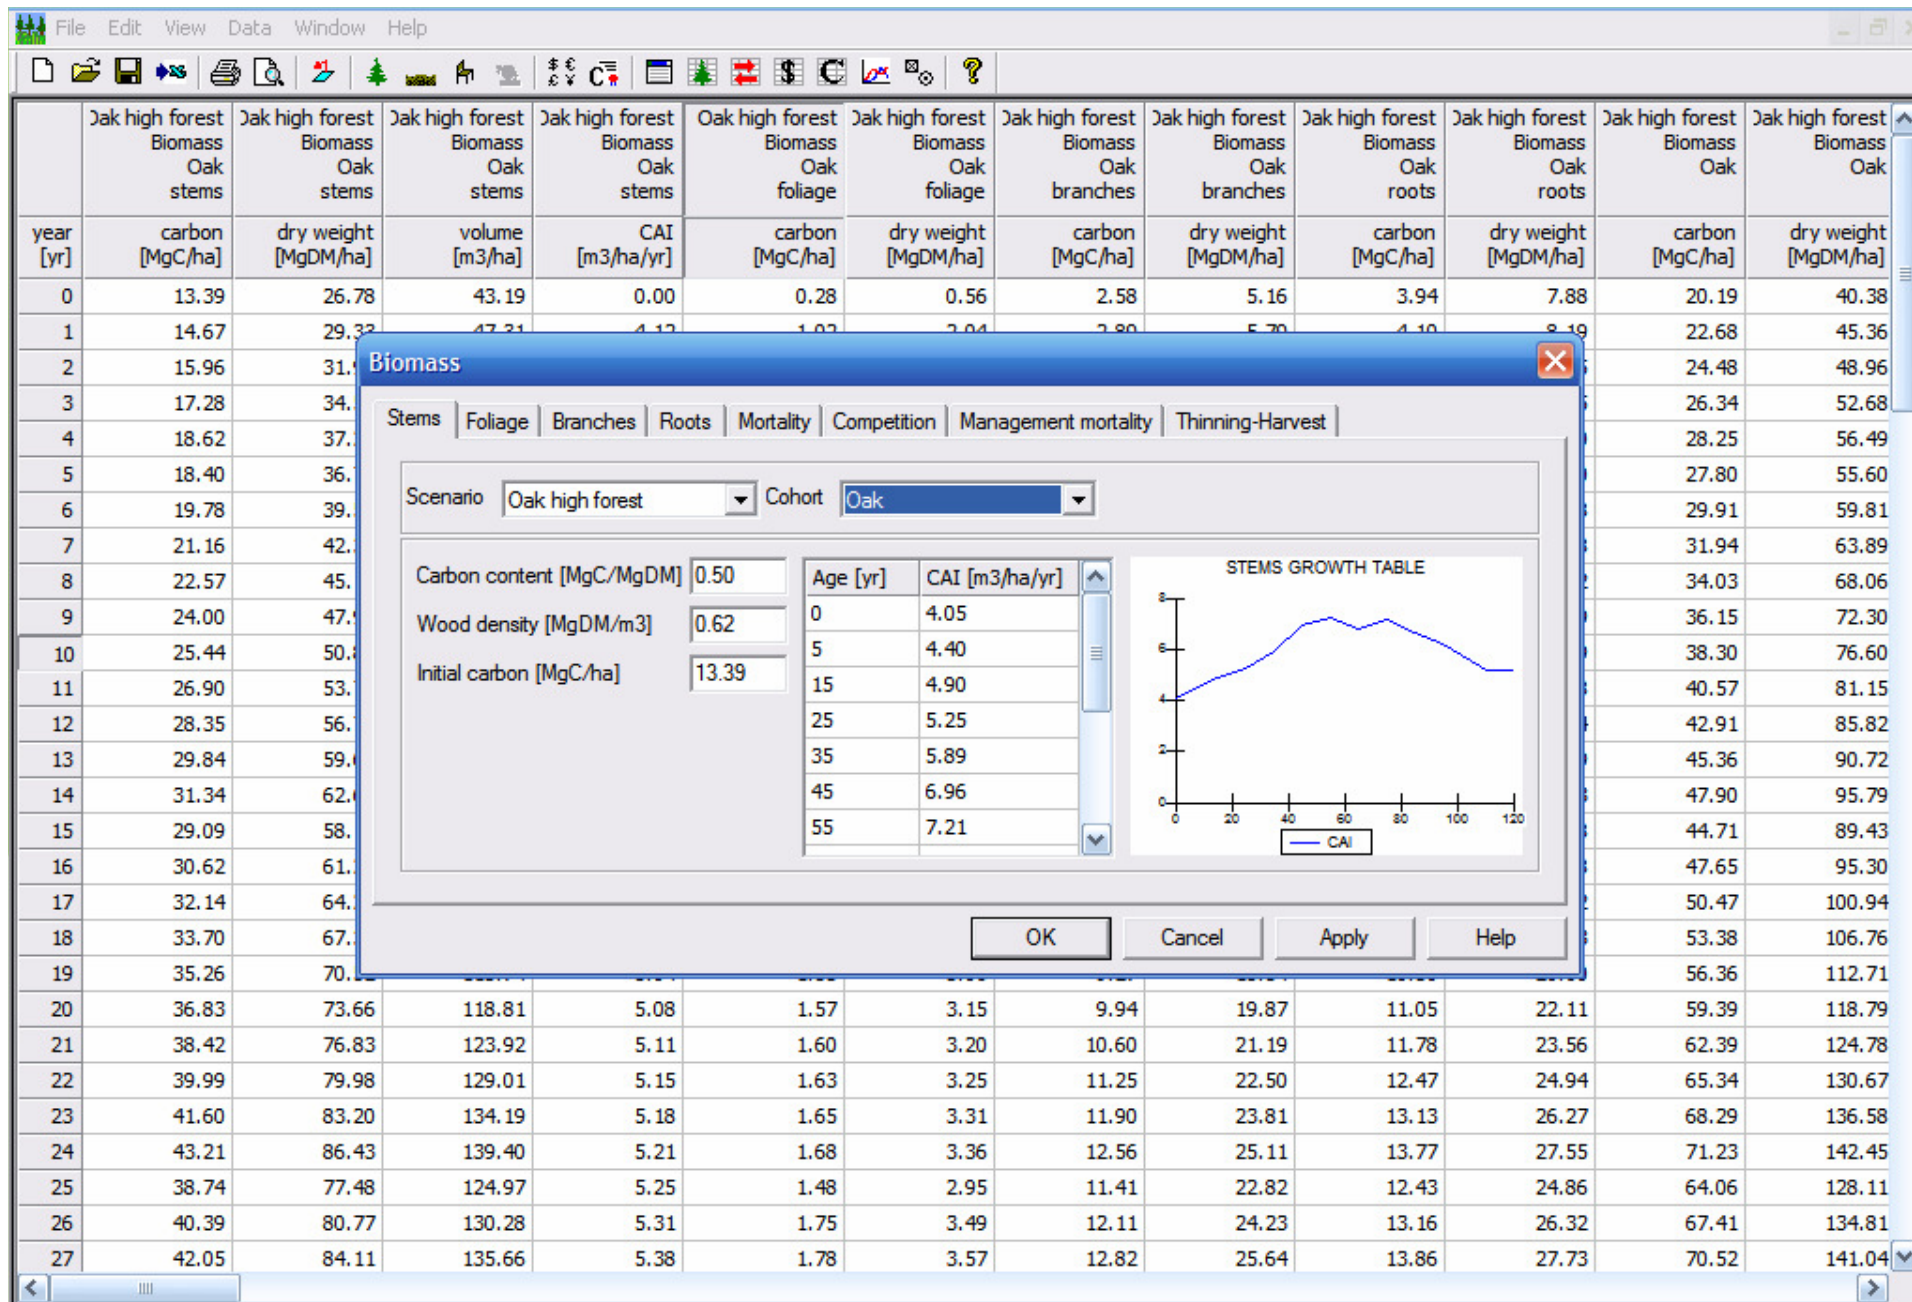 File Edit View Data Window Help
Oak high forest Oak high forest Oak high forest Oak high forest Oak high forest Oak high forest Oak high forest Oak high forest Oak high forest Oak high forest Oak high forest Oak high forest
Biomass Biomass Biomass Biomass Biomass Biomass Biomass Biomass Biomass Biomass Biomass Biomass
Oak Oak Oak Oak Oak Oak Oak Oak Oak Oak Oak Oak
stems stems stems stems foliage foliage branches branches roots roots
year carbon dry weight volume CAI carbon dry weight carbon dry weight carbon dry weight carbon dry weight
[yr] [MgC/ha] [MgDM/ha] [m3/ha] [m3/ha/yr] [MgC/ha] [MgDM/ha] [MgC/ha] [MgDM/ha] [MgC/ha] [MgDM/ha] [MgC/ha] [MgDM/ha]
0 13.39 26.78 43.19 0.00 0.28 0.56 2.58 5.16 3.94 7.88 20.19 40.38
1 14.67 22.68 45.36
2 15.96 24.48 48.96
3 17.28 26.34 52.68
4 18.62 28.25 56.49
5 18.40 27.80 55.60
6 19.78 29.91 59.81
7 21.16 31.94 63.89
8 22.57 34.03 68.06
9 24.00 36.15 72.30
10 25.44 38.30 76.60
11 26.90 40.57 81.15
12 28.35 42.91 85.82
13 29.84 45.36 90.72
14 31.34 47.90 95.79
15 29.09 44.71 89.43
16 30.62 47.65 95.30
17 32.14 50.47 100.94
18 33.70 53.38 106.76
19 35.26 56.36 112.71
20 36.83 73.66 118.81 5.08 1.57 3.15 9.94 19.87 11.05 22.11 59.39 118.79
21 38.42 76.83 123.92 5.11 1.60 3.20 10.60 21.19 11.78 23.56 62.39 124.78
22 39.99 79.98 129.01 5.15 1.63 3.25 11.25 22.50 12.47 24.94 65.34 130.67
23 41.60 83.20 134.19 5.18 1.65 3.31 11.90 23.81 13.13 26.27 68.29 136.58
24 43.21 86.43 139.40 5.21 1.68 3.36 12.56 25.11 13.77 27.55 71.23 142.45
25 38.74 77.48 124.97 5.25 1.48 2.95 11.41 22.82 12.43 24.86 64.06 128.11
26 40.39 80.77 130.28 5.31 1.75 3.49 12.11 24.23 13.16 26.32 67.41 134.81
27 42.05 84.11 135.66 5.38 1.78 3.57 12.82 25.64 13.86 27.73 70.52 141.04
Biomass
Stems Foliage Branches Roots Mortality Competition Management mortality Thinning-Harvest
Scenario Oak high forest Cohort Oak
Carbon content [MgC/MgDM] 0.50
Wood density [MgDM/m3] 0.62
Initial carbon [MgC/ha] 13.39
Age [yr] CAI [m3/ha/yr]
0 4.05
5 4.40
15 4.90
25 5.25
35 5.89
45 6.96
55 7.21
STEMS GROWTH TABLE
8
6
4
2
0
0 20 40 60 80 100 120
CAI
OK Cancel Apply Help